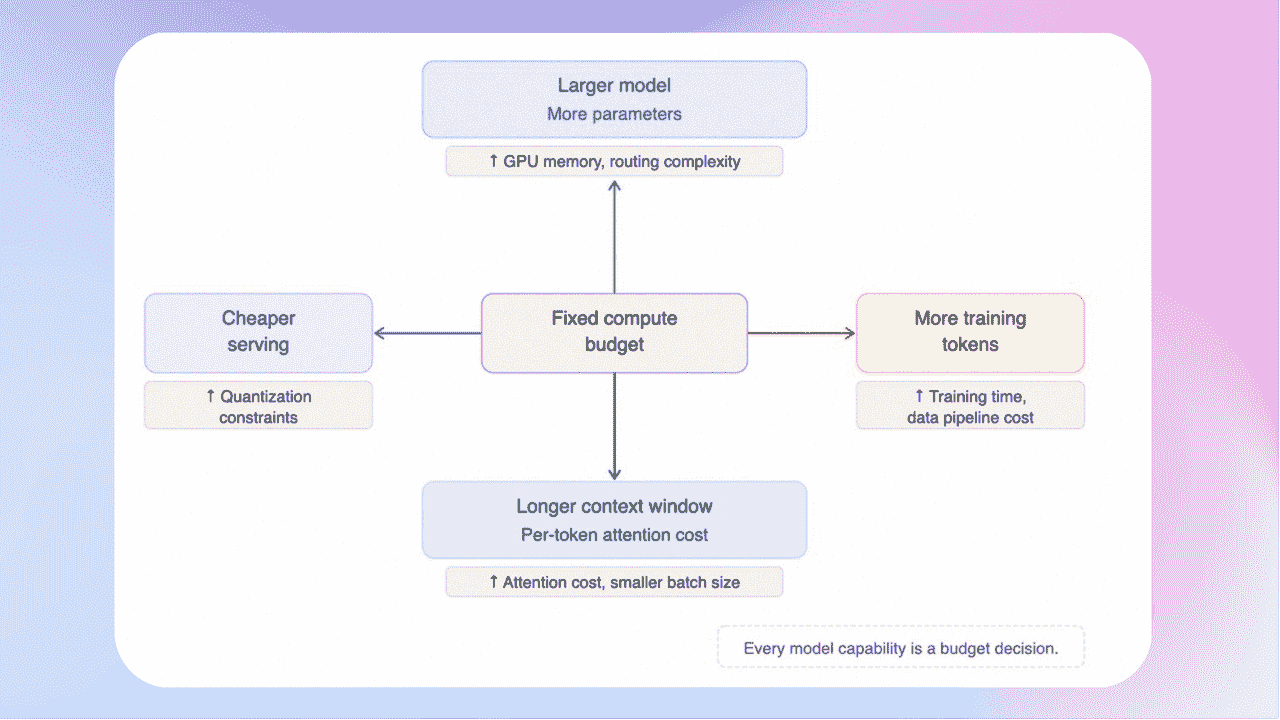 Larger model
More parameters
↑ GPU memory, routing complexity
Cheaper
serving
↑ Quantization
constraints
Fixed compute
budget
More training
tokens
↑ Training time,
data pipeline cost
Longer context window
Per-token attention cost
↑ Attention cost, smaller batch size
Every model capability is a budget decision.